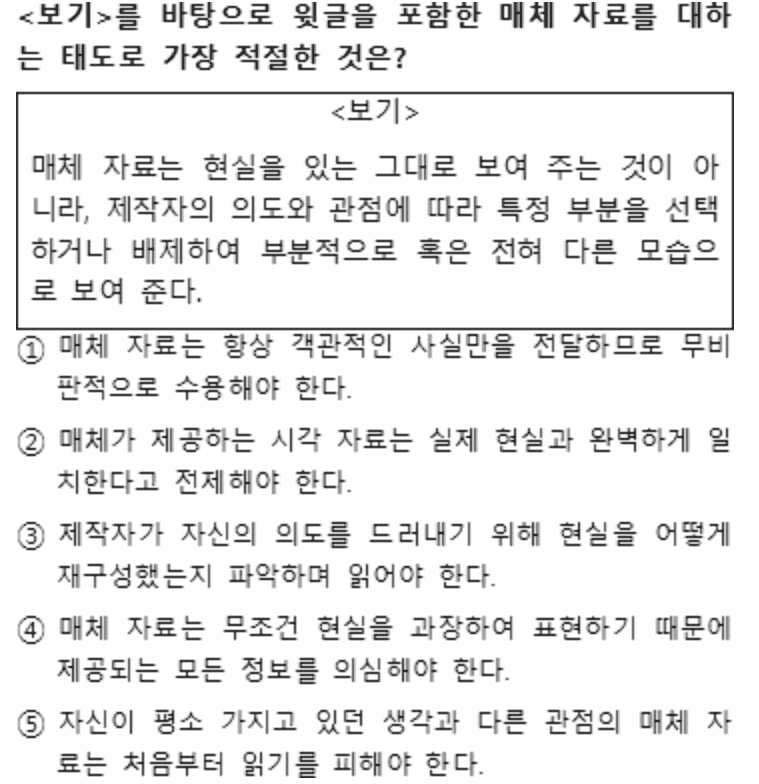 <보기>를 바탕으로 윗글을 포함한 매체 자료를 대하
는 태도로 가장 적절한 것은?
<보기>
매체 자료는 현실을 있는 그대로 보여 주는 것이 아
니라, 제작자의 의도와 관점에 따라 특정 부분을 선택
하거나 배제하여 부분적으로 혹은 전혀 다른 모습으
로 보여 준다.
① 매체 자료는 항상 객관적인 사실만을 전달하므로 무비
판적으로 수용해야 한다.
② 매체가 제공하는 시각 자료는 실제 현실과 완벽하게 일
치한다고 전제해야 한다.
③ 제작자가 자신의 의도를 드러내기 위해 현실을 어떻게
재구성했는지 파악하며 읽어야 한다.
④ 매체 자료는 무조건 현실을 과장하여 표현하기 때문에
제공되는 모든 정보를 의심해야 한다.
⑤ 자신이 평소 가지고 있던 생각과 다른 관점의 매체 자
료는 처음부터 읽기를 피해야 한다.